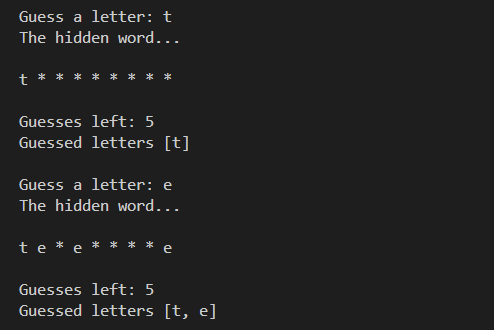 Guess a letter: t
The hidden word...
t * * * * * * * *
Guesses left: 5
Guessed letters [t]
Guess a letter: e
The hidden word...
t e * e * * * * e
Guesses left: 5
Guessed letters [t, e]